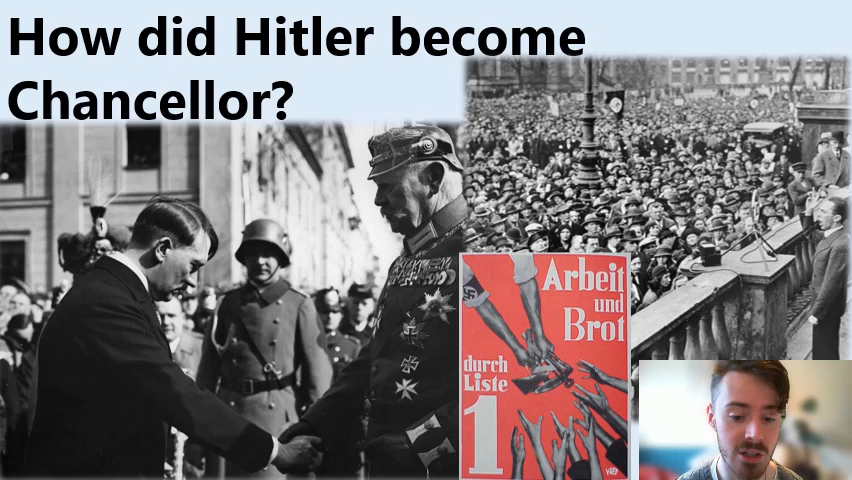 How did Hitler become
Chancellor?
Arbeit
und
Brot
durch
Liste
1